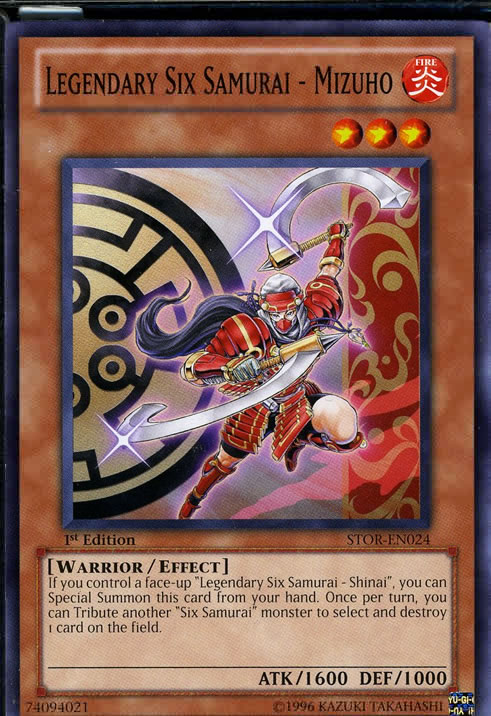 LEGENDARY SIX SAMURAI - MIZUHO
FIRE
炎
1st Edition
STOR-EN024
[WARRIOR / EFFECT]
If you control a face-up "Legendary Six Samurai - Shinai", you can
Special Summon this card from your hand. Once per turn, you
can Tribute another "Six Samurai" monster to select and destroy
1 card on the field.
ATK/1600 DEF/1000
74094021
©1996 KAZUKI TAKAHASHI